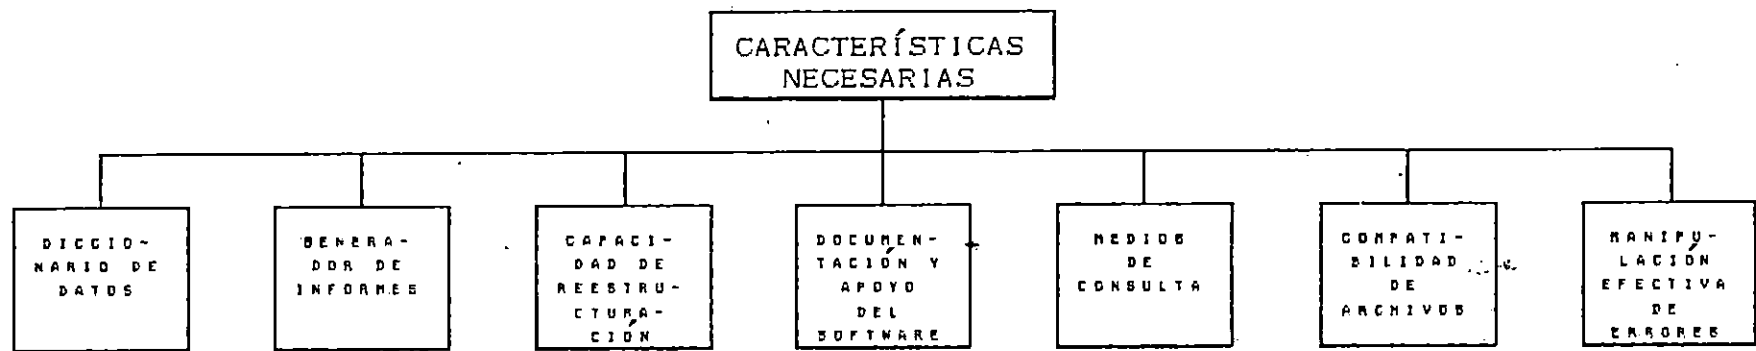 CARACTERÍSTICAS
NECESARIAS
DICCIO-
NARIO DE
DATOS
GENERA-
DOR DE
INFORMES
CAPACI-
DAD DE
REESTRU-
CTURA-
CIÓN
DOCUMEN-
TACIÓN Y
APOYO
DEL
SOFTWARE
MEDIOS
DE
CONSULTA
COMPATI-
BILIDAD
DE
ARCHIVOS
MANIPU-
LACIÓN
EFECTIVA
DE
ERRORES